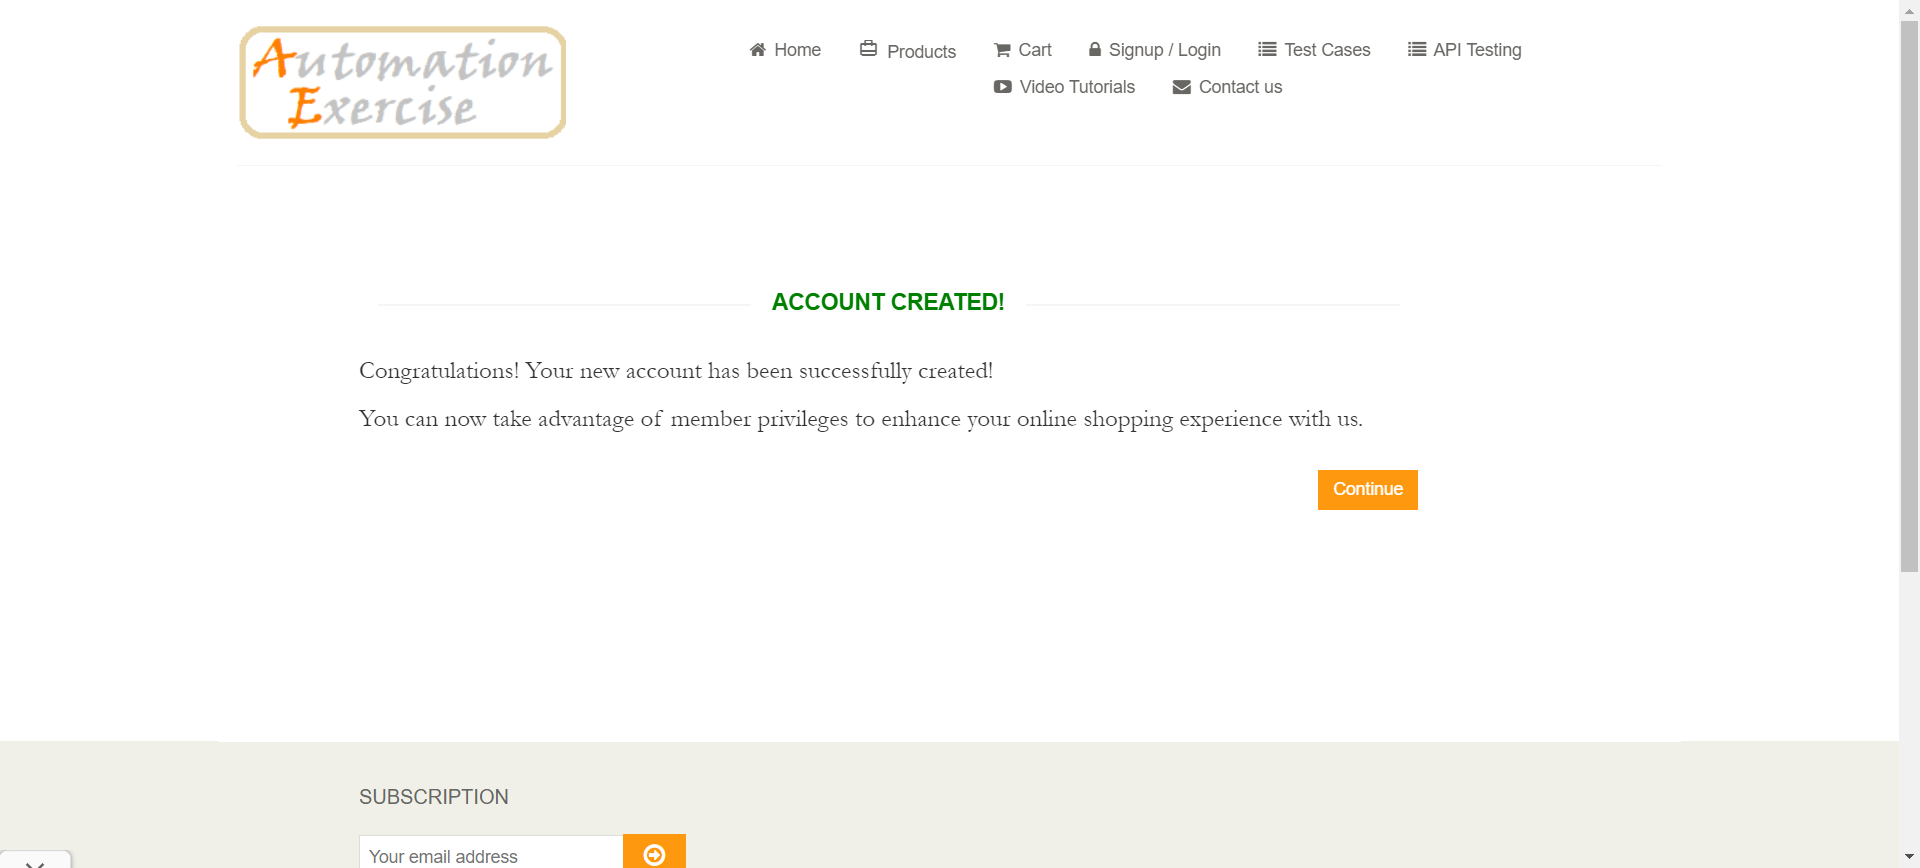 Automation
Exercise
Home
Products
Cart
Signup / Login
Test Cases
API Testing
Video Tutorials
Contact us
ACCOUNT CREATED!
Congratulations! Your new account has been successfully created!
You can now take advantage of member privileges to enhance your online shopping experience with us.
Continue
SUBSCRIPTION
Your email address